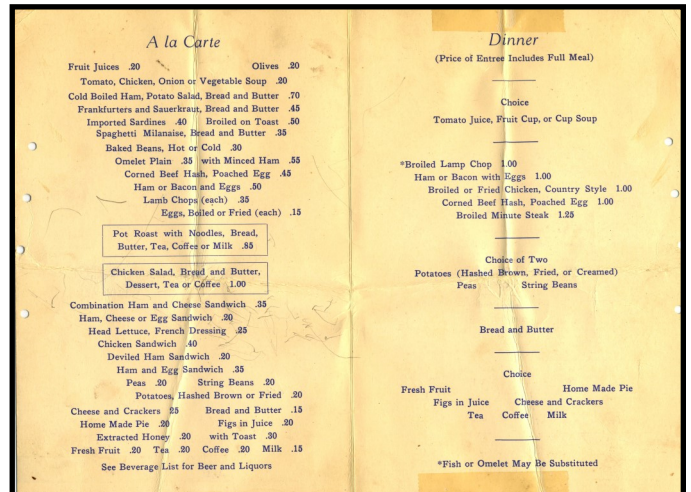 A la Carte
Fruit Juices .20 Olives .20
Tomato, Chicken, Onion or Vegetable Soup .20
Cold Boiled Ham, Potato Salad, Bread and Butter .70
Frankfurters and Sauerkraut, Bread and Butter .45
Imported Sardines .40 Broiled on Toast .50
Spaghetti Milanaise, Bread and Butter .35
Baked Beans, Hot or Cold .30
Omelet Plain .35 with Minced Ham .55
Corned Beef Hash, Poached Egg .45
Ham or Bacon and Eggs .50
Lamb Chops (each) .35
Eggs, Boiled or Fried (each) .15
Pot Roast with Noodles, Bread,
Butter, Tea, Coffee or Milk .85
Chicken Salad, Bread and Butter,
Dessert, Tea or Coffee 1.00
Combination Ham and Cheese Sandwich .35
Ham, Cheese or Egg Sandwich .20
Head Lettuce, French Dressing .25
Chicken Sandwich .40
Deviled Ham Sandwich .20
Ham and Egg Sandwich .35
Peas .20 String Beans .20
Potatoes, Hashed Brown or Fried .20
Cheese and Crackers 25 Bread and Butter .15
Home Made Pie .20 Figs in Juice .20
Extracted Honey .20 with Toast .30
Fresh Fruit .20 Tea .20 Coffee .20 Milk .15
See Beverage List for Beer and Liquors
Dinner
(Price of Entree Includes Full Meal)
Choice
Tomato Juice, Fruit Cup, or Cup Soup
*Broiled Lamp Chop 1.00
Ham or Bacon with Eggs 1.00
Broiled or Fried Chicken, Country Style 1.00
Corned Beef Hash, Poached Egg 1.00
Broiled Minute Steak 1.25
Choice of Two
Potatoes (Hashed Brown, Fried, or Creamed)
Peas String Beans
Bread and Butter
Choice
Fresh Fruit Home Made Pie
Figs in Juice Cheese and Crackers
Tea Coffee Milk
*Fish or Omelet May Be Substituted